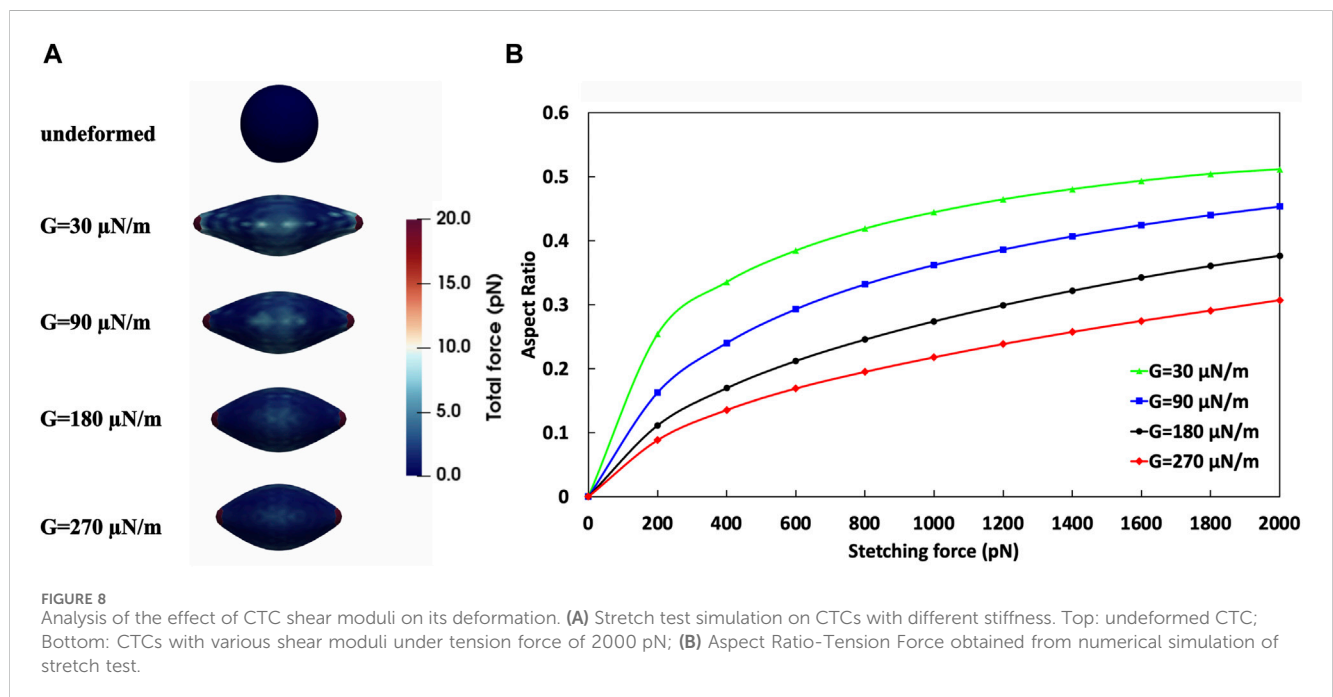 A
undeformed
G=30 µN/m
G=90 µN/m
G=180 µN/m
G=270 µN/m
20.0
15.0
10.0
5.0
0.0
Total force (pN)
B
0.6
0.5
0.4
0.3
0.2
0.1
0
Aspect Ratio
0 200 400 600 800 1000 1200 1400 1600 1800 2000
Stetching force (pN)
G=30 µN/m
G=90 µN/m
G=180 µN/m
G=270 µN/m
FIGURE 8
Analysis of the effect of CTC shear moduli on its deformation. (A) Stretch test simulation on CTCs with different stiffness. Top: undeformed CTC;
Bottom: CTCs with various shear moduli under tension force of 2000 pN; (B) Aspect Ratio-Tension Force obtained from numerical simulation of
stretch test.